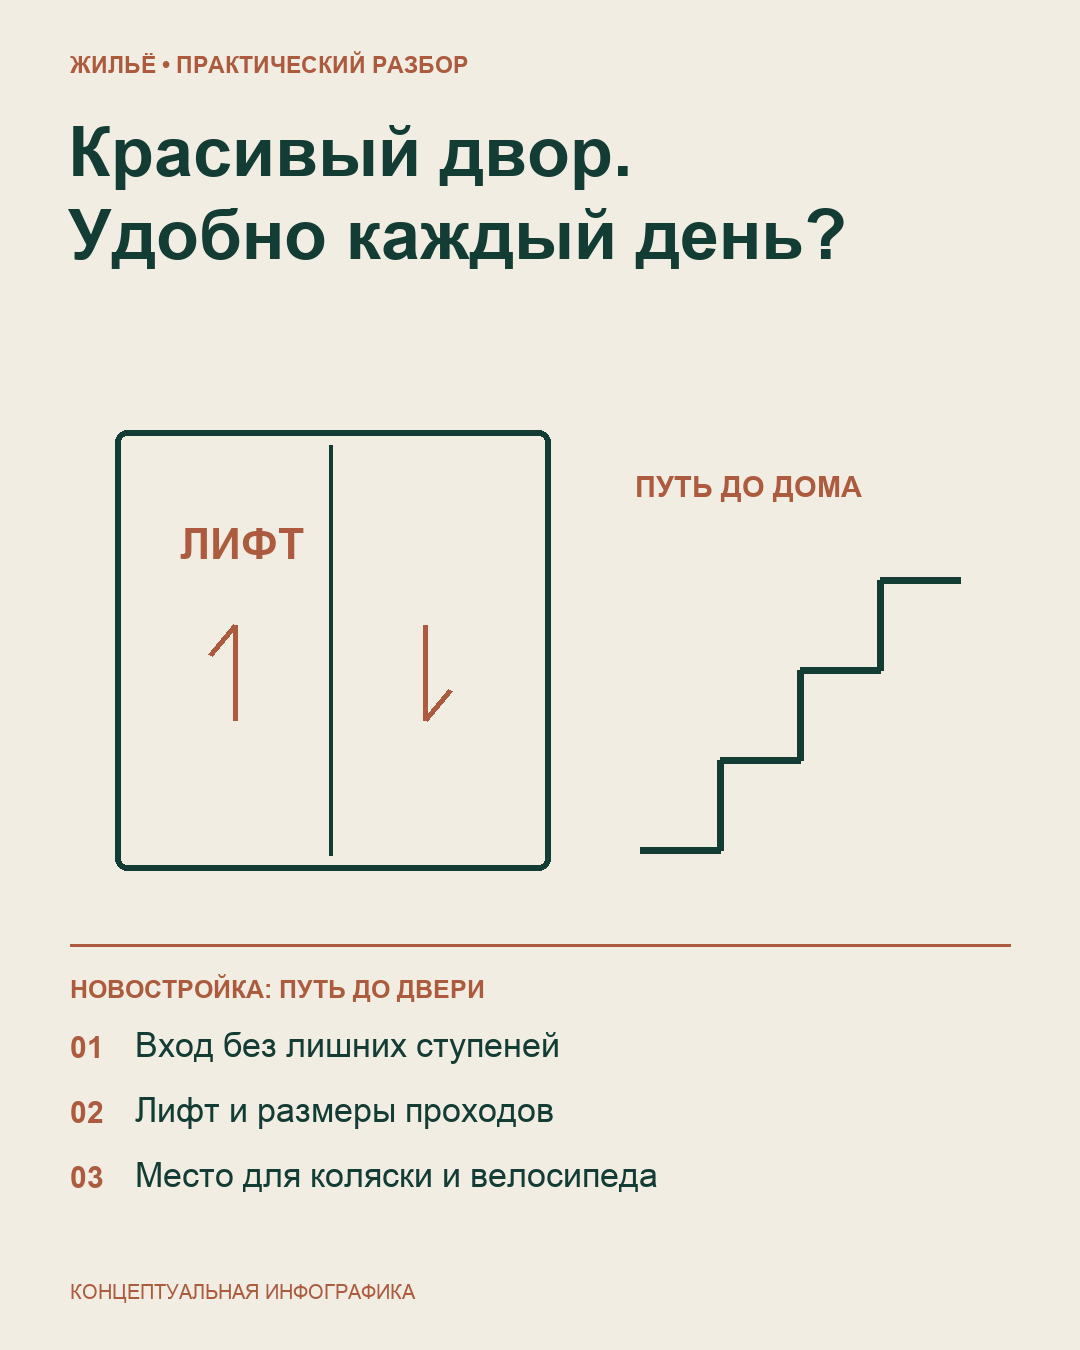 ЖИЛЬЁ • ПРАКТИЧЕСКИЙ РАЗБОР
Красивый двор.
Удобно каждый день?
ЛИФТ
ПУТЬ ДО ДОМА
НОВОСТРОЙКА: ПУТЬ ДО ДВЕРИ
01 Вход без лишних ступеней
02 Лифт и размеры проходов
03 Место для коляски и велосипеда
КОНЦЕПТУАЛЬНАЯ ИНФОГРАФИКА